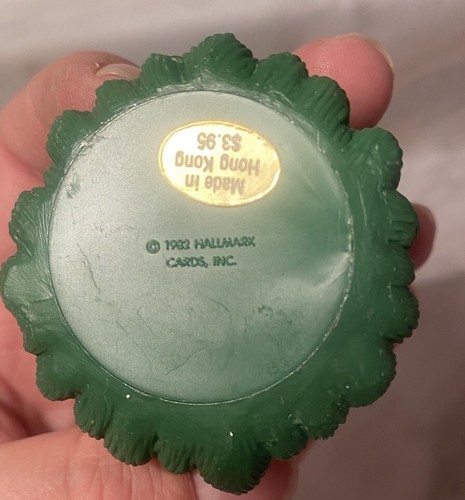 Made in
Hong Kong
$3.95
© 1982 HALLMARK
CARDS, INC.